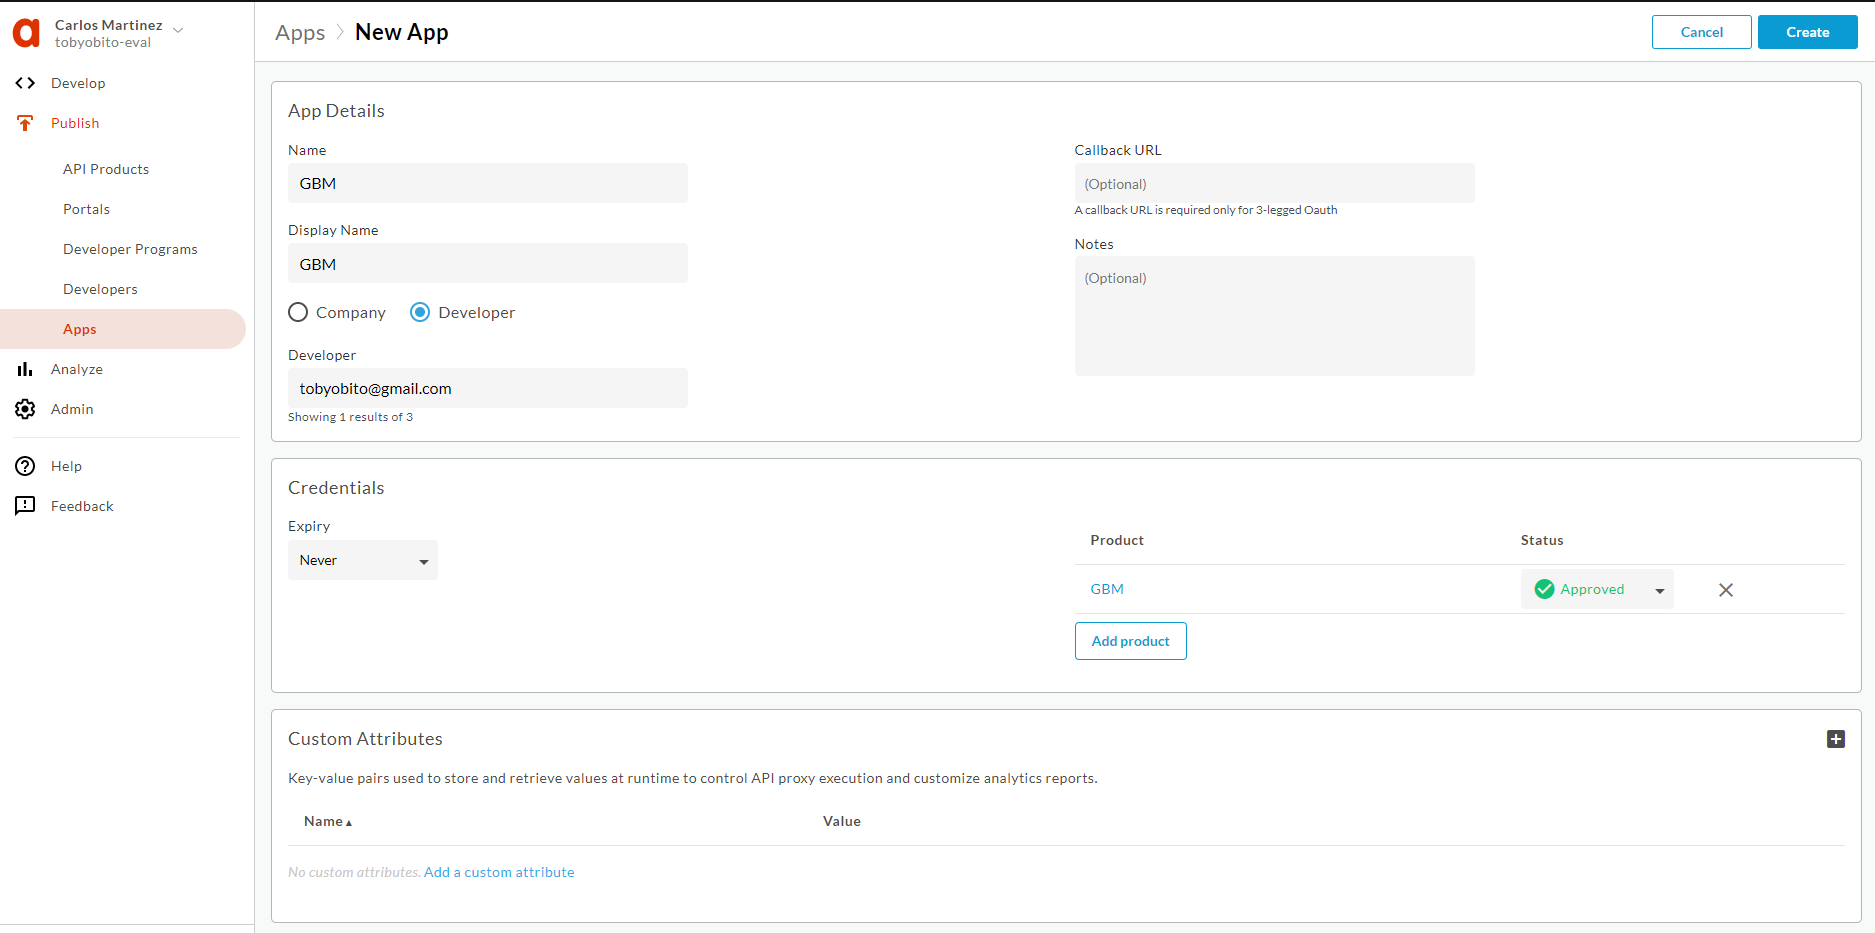 Carlos Martinez
tobyobito-eval
Develop
Publish
API Products
Portals
Developer Programs
Developers
Apps
Analyze
Admin
Help
Feedback
Apps New App
Cancel
Create
App Details
Name
GBM
Display Name
GBM
Company
Developer
Developer
tobyobito@gmail.com
Showing 1 results of 3
Callback URL
(Optional)
A callback URL is required only for 3-legged Oauth
Notes
(Optional)
Credentials
Expiry
Never
Product Status
GBM Approved
Add product
Custom Attributes
Key-value pairs used to store and retrieve values at runtime to control API proxy execution and customize analytics reports.
Name Value
No custom attributes. Add a custom attribute